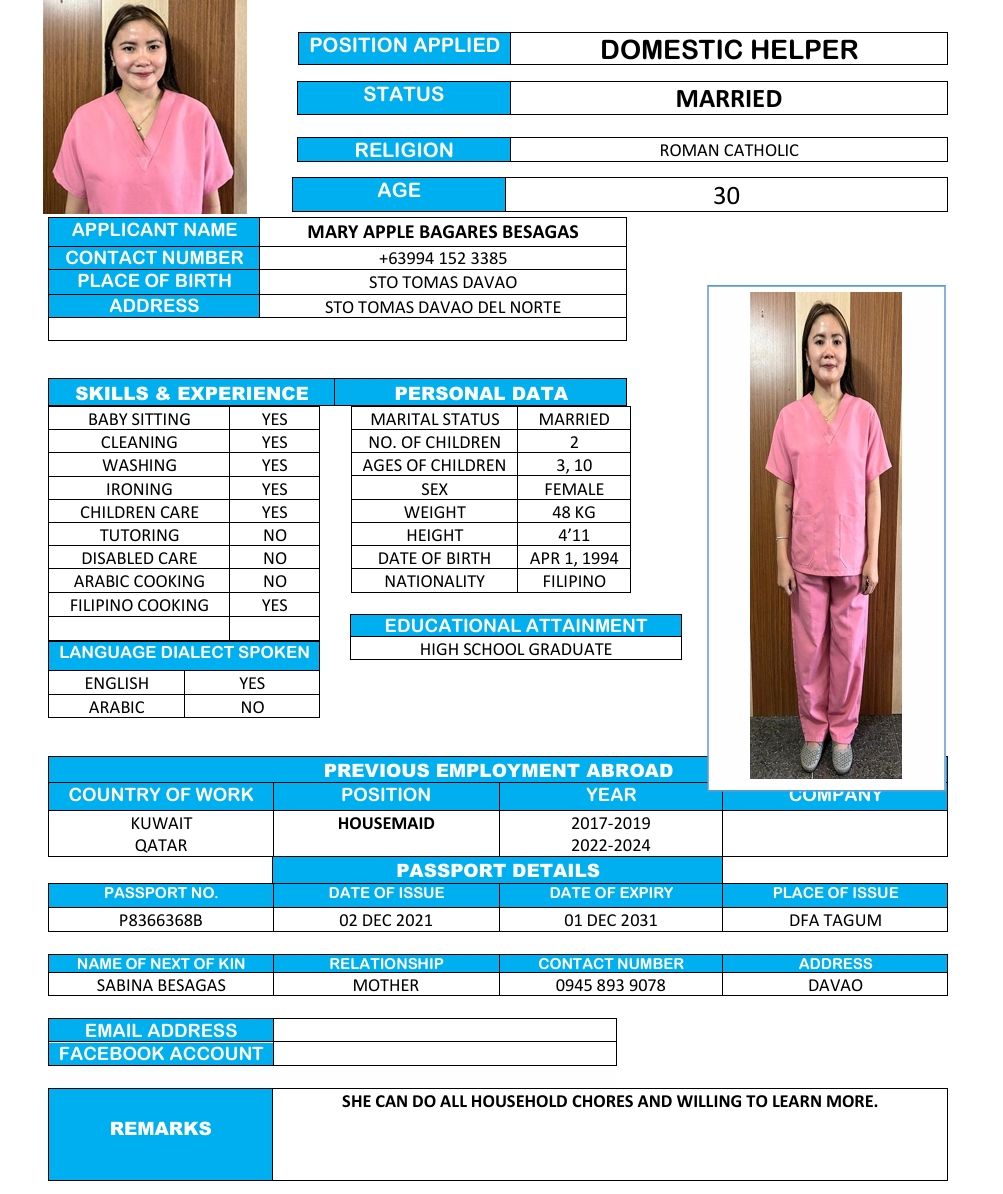 POSITION APPLIED DOMESTIC HELPER
STATUS MARRIED
RELIGION ROMAN CATHOLIC
AGE 30
APPLICANT NAME MARY APPLE BAGARES BESAGAS
CONTACT NUMBER +63994 152 3385
PLACE OF BIRTH STO TOMAS DAVAO
ADDRESS STO TOMAS DAVAO DEL NORTE
SKILLS & EXPERIENCE PERSONAL DATA
BABY SITTING YES MARITAL STATUS MARRIED
CLEANING YES NO. OF CHILDREN 2
WASHING YES AGES OF CHILDREN 3, 10
IRONING YES SEX FEMALE
CHILDREN CARE YES WEIGHT 48 KG
TUTORING NO HEIGHT 4’11
DISABLED CARE NO DATE OF BIRTH APR 1, 1994
ARABIC COOKING NO NATIONALITY FILIPINO
FILIPINO COOKING YES
EDUCATIONAL ATTAINMENT
HIGH SCHOOL GRADUATE
LANGUAGE DIALECT SPOKEN
ENGLISH YES
ARABIC NO
PREVIOUS EMPLOYMENT ABROAD
COUNTRY OF WORK POSITION YEAR COMPANY
KUWAIT HOUSEMAID 2017-2019
QATAR 2022-2024
PASSPORT DETAILS
PASSPORT NO. DATE OF ISSUE DATE OF EXPIRY PLACE OF ISSUE
P8366368B 02 DEC 2021 01 DEC 2031 DFA TAGUM
NAME OF NEXT OF KIN RELATIONSHIP CONTACT NUMBER ADDRESS
SABINA BESAGAS MOTHER 0945 893 9078 DAVAO
EMAIL ADDRESS
FACEBOOK ACCOUNT
REMARKS SHE CAN DO ALL HOUSEHOLD CHORES AND WILLING TO LEARN MORE.